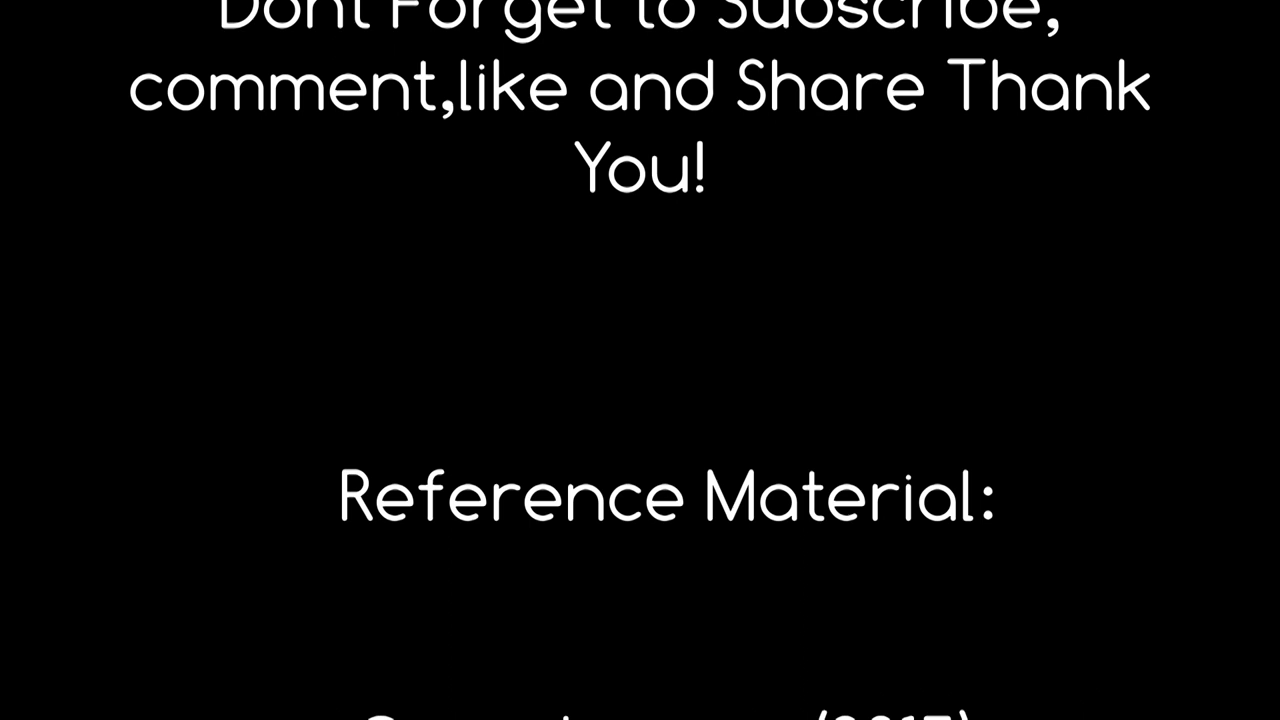 Dont Forget to Subscribe,
comment,like and Share Thank
You!
Reference Material: